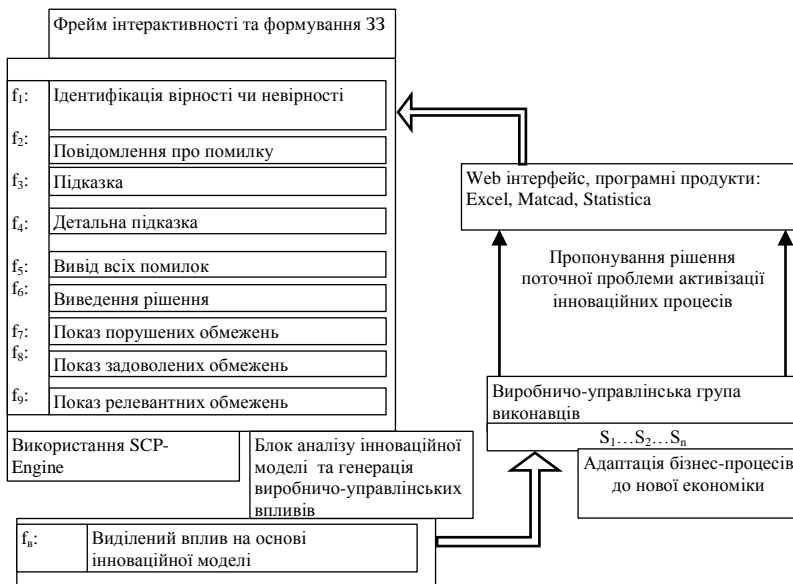 Фрейм інтерактивності та формування ЗЗ
f₁: Ідентифікація вірності чи невірності
f₂: Повідомлення про помилку
f₃: Підказка
f₄: Детальна підказка
f₅: Вивід всіх помилок
f₆: Виведення рішення
f₇: Показ порушених обмежень
f₈: Показ задоволених обмежень
f₉: Показ релевантних обмежень
Використання SCP-
Engine
Блок аналізу інноваційної
моделі та генерація
виробничо-управлінських
впливів
fв: Виділений вплив на основі
інноваційної моделі
Web інтерфейс, програмні продукти:
Excel, Matcad, Statistica
Пропонування рішення
поточної проблеми активізації
інноваційних процесів
Виробничо-управлінська група
виконавців
S₁…S₂…Sₙ
Адаптація бізнес-процесів
до нової економіки